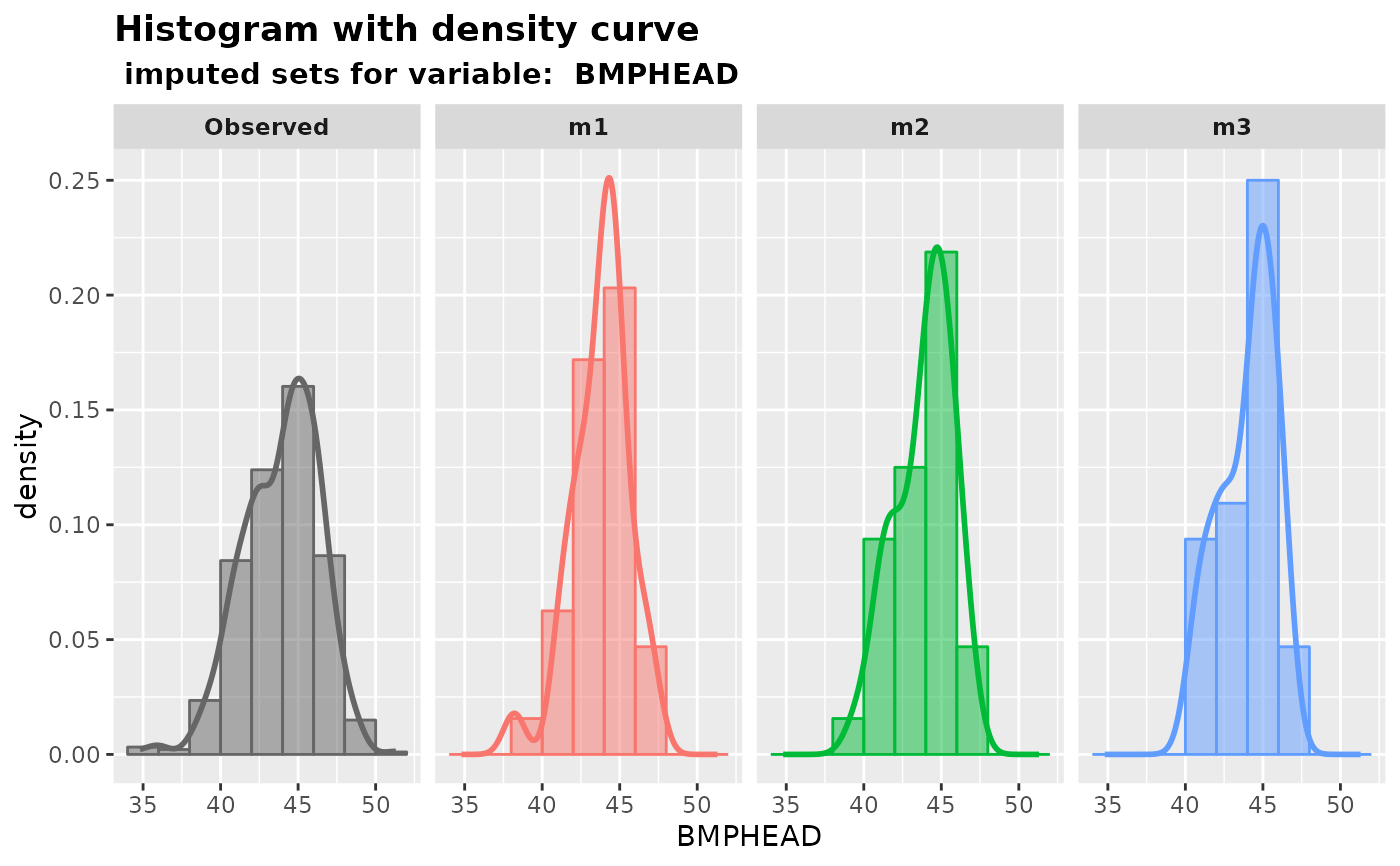 Histogram with density curve
imputed sets for variable:  BMPHEAD
Observed m1 m2 m3
0.25
0.20
0.15
0.10
0.05
0.00
density
35 40 45 50 35 40 45 50 35 40 45 50 35 40 45 50
BMPHEAD